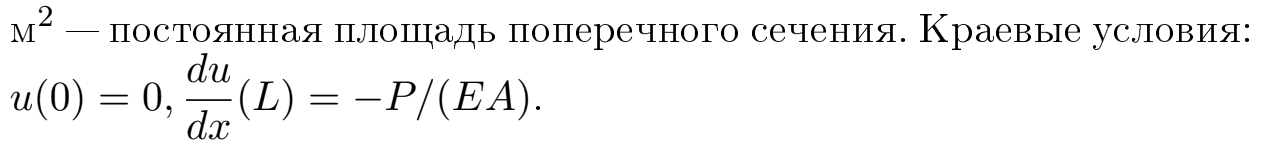 м² — постоянная площадь поперечного сечения. Краевые условия:
u(0) = 0, du/dx (L) = −P/(EA).